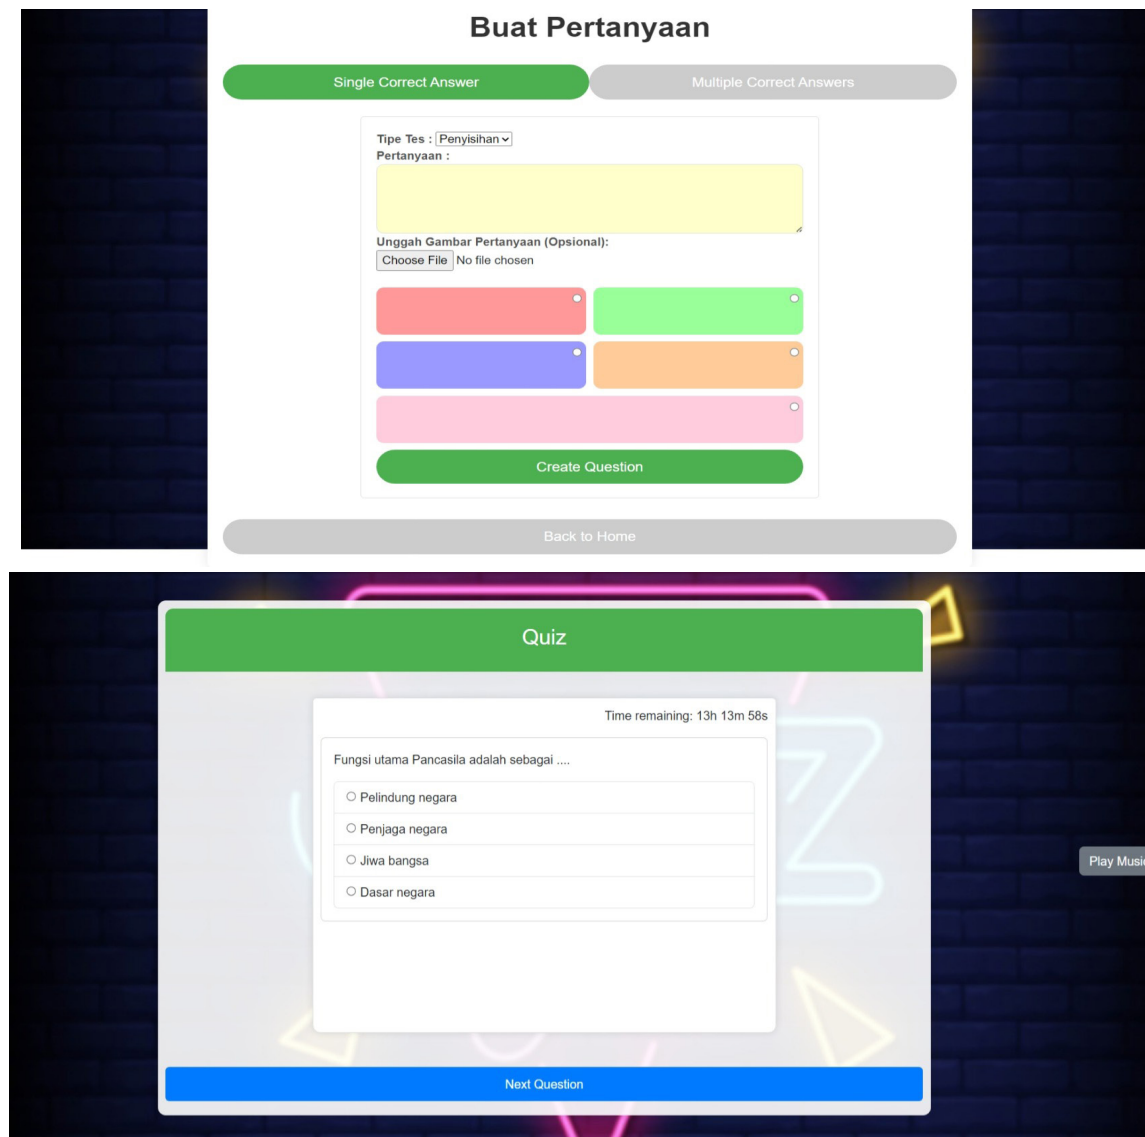 Buat Pertanyaan
Single Correct Answer
Multiple Correct Answers
Tipe Tes : Penyisihan
Pertanyaan :
Unggah Gambar Pertanyaan (Opsional):
Choose File No file chosen
Create Question
Back to Home
Quiz
Time remaining: 13h 13m 58s
Fungsi utama Pancasila adalah sebagai ....
Pelindung negara
Penjaga negara
Jiwa bangsa
Dasar negara
Play Music
Next Question